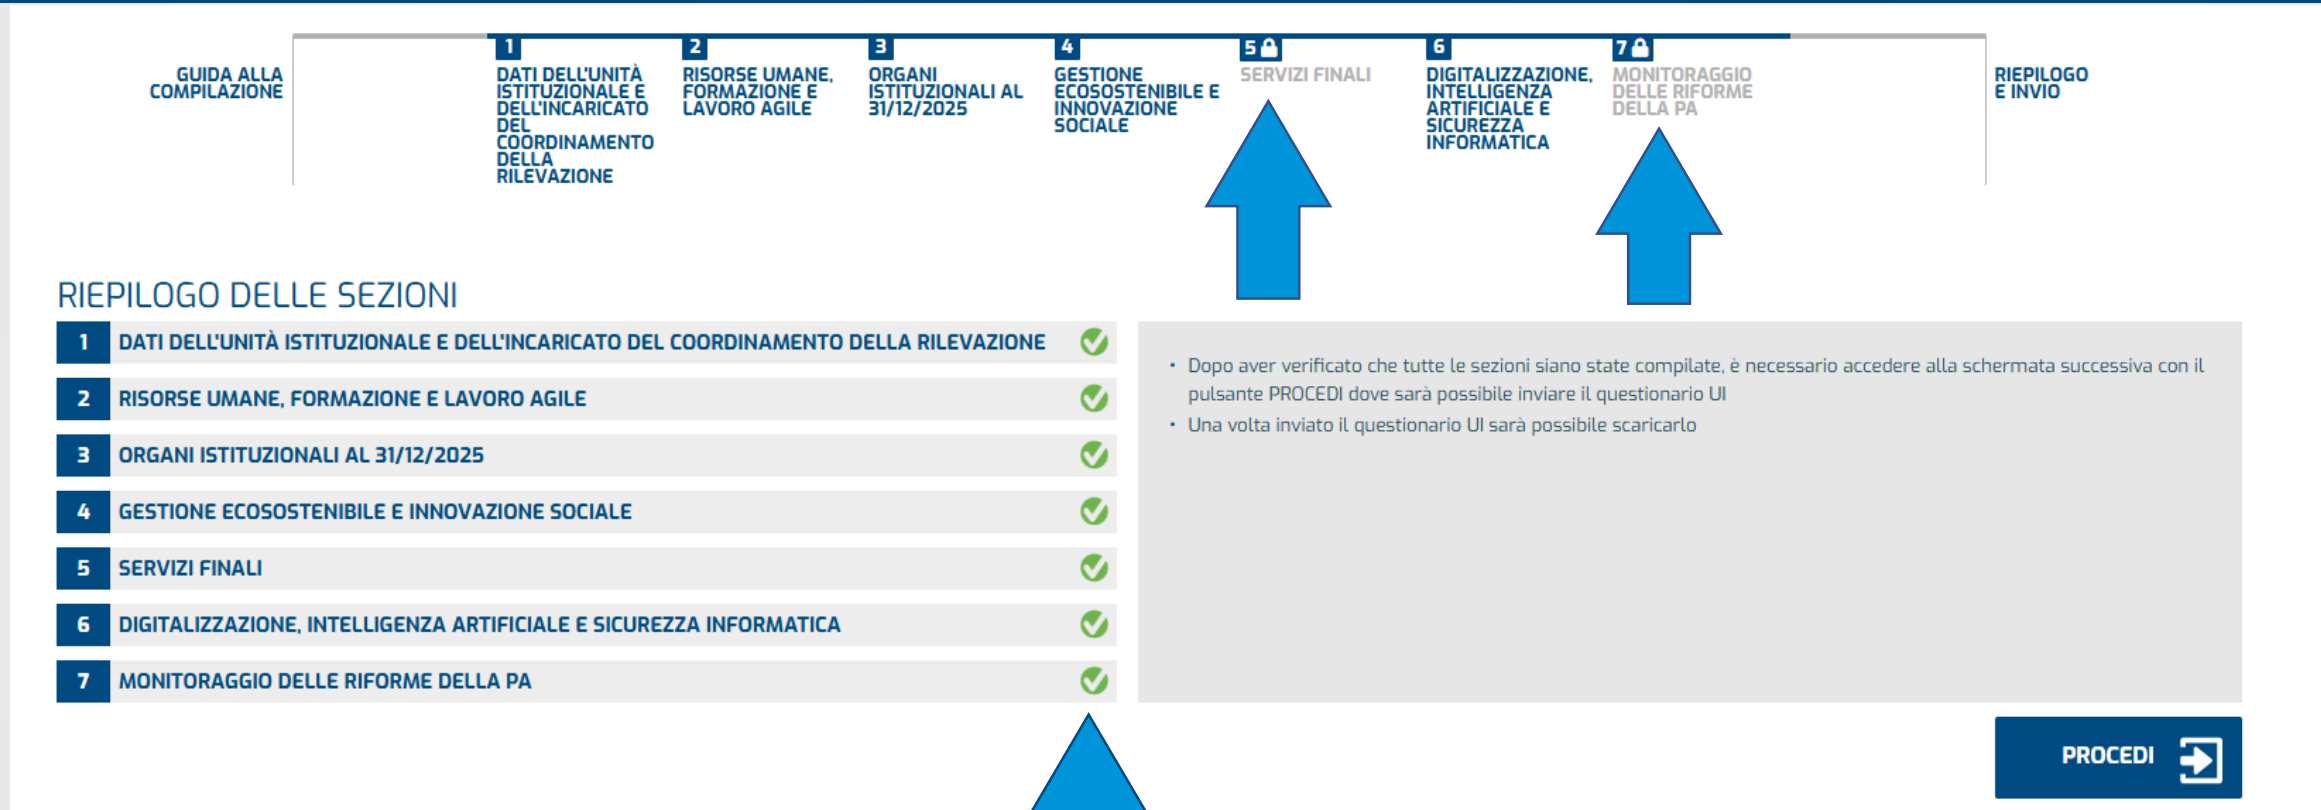 GUIDA ALLA
COMPILAZIONE
1
DATI DELL'UNITÀ
ISTITUZIONALE E
DELL'INCARICATO
DEL
COORDINAMENTO
DELLA
RILEVAZIONE
2
RISORSE UMANE,
FORMAZIONE E
LAVORO AGILE
3
ORGANI
ISTITUZIONALI AL
31/12/2025
4
GESTIONE
ECOSOSTENIBILE E
INNOVAZIONE
SOCIALE
5
SERVIZI FINALI
6
DIGITALIZZAZIONE,
INTELLIGENZA
ARTIFICIALE E
SICUREZZA
INFORMATICA
7
MONITORAGGIO
DELLE RIFORME
DELLA PA
RIEPILOGO
E INVIO
RIEPILOGO DELLE SEZIONI
1 DATI DELL'UNITÀ ISTITUZIONALE E DELL'INCARICATO DEL COORDINAMENTO DELLA RILEVAZIONE
2 RISORSE UMANE, FORMAZIONE E LAVORO AGILE
3 ORGANI ISTITUZIONALI AL 31/12/2025
4 GESTIONE ECOSOSTENIBILE E INNOVAZIONE SOCIALE
5 SERVIZI FINALI
6 DIGITALIZZAZIONE, INTELLIGENZA ARTIFICIALE E SICUREZZA INFORMATICA
7 MONITORAGGIO DELLE RIFORME DELLA PA
• Dopo aver verificato che tutte le sezioni siano state compilate, è necessario accedere alla schermata successiva con il
pulsante PROCEDI dove sarà possibile inviare il questionario UI
• Una volta inviato il questionario UI sarà possibile scaricarlo
PROCEDI